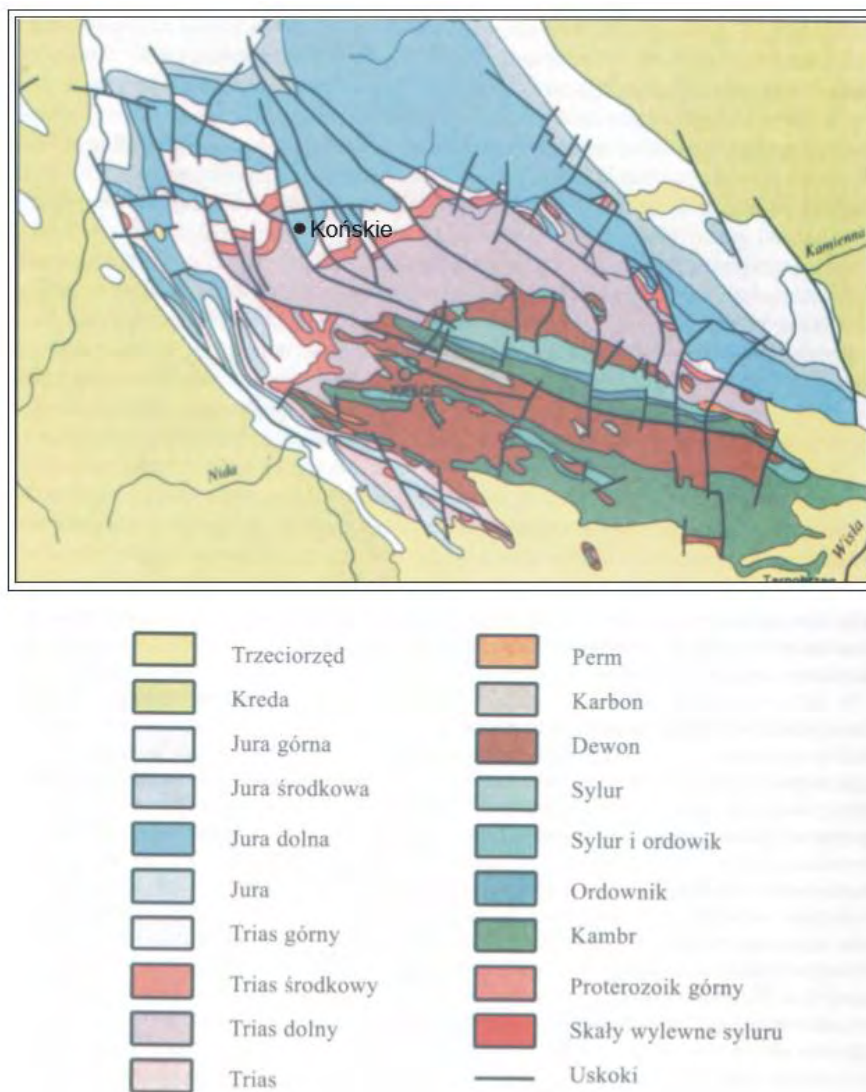 Końskie
Kamienna
Nida
Wisła
Trzeciorzęd
Kreda
Jura górna
Jura środkowa
Jura dolna
Jura
Trias górny
Trias środkowy
Trias dolny
Trias
Perm
Karbon
Dewon
Sylur
Sylur i ordowik
Ordownik
Kambr
Proterozoik górny
Skały wylewne syluru
Uskoki